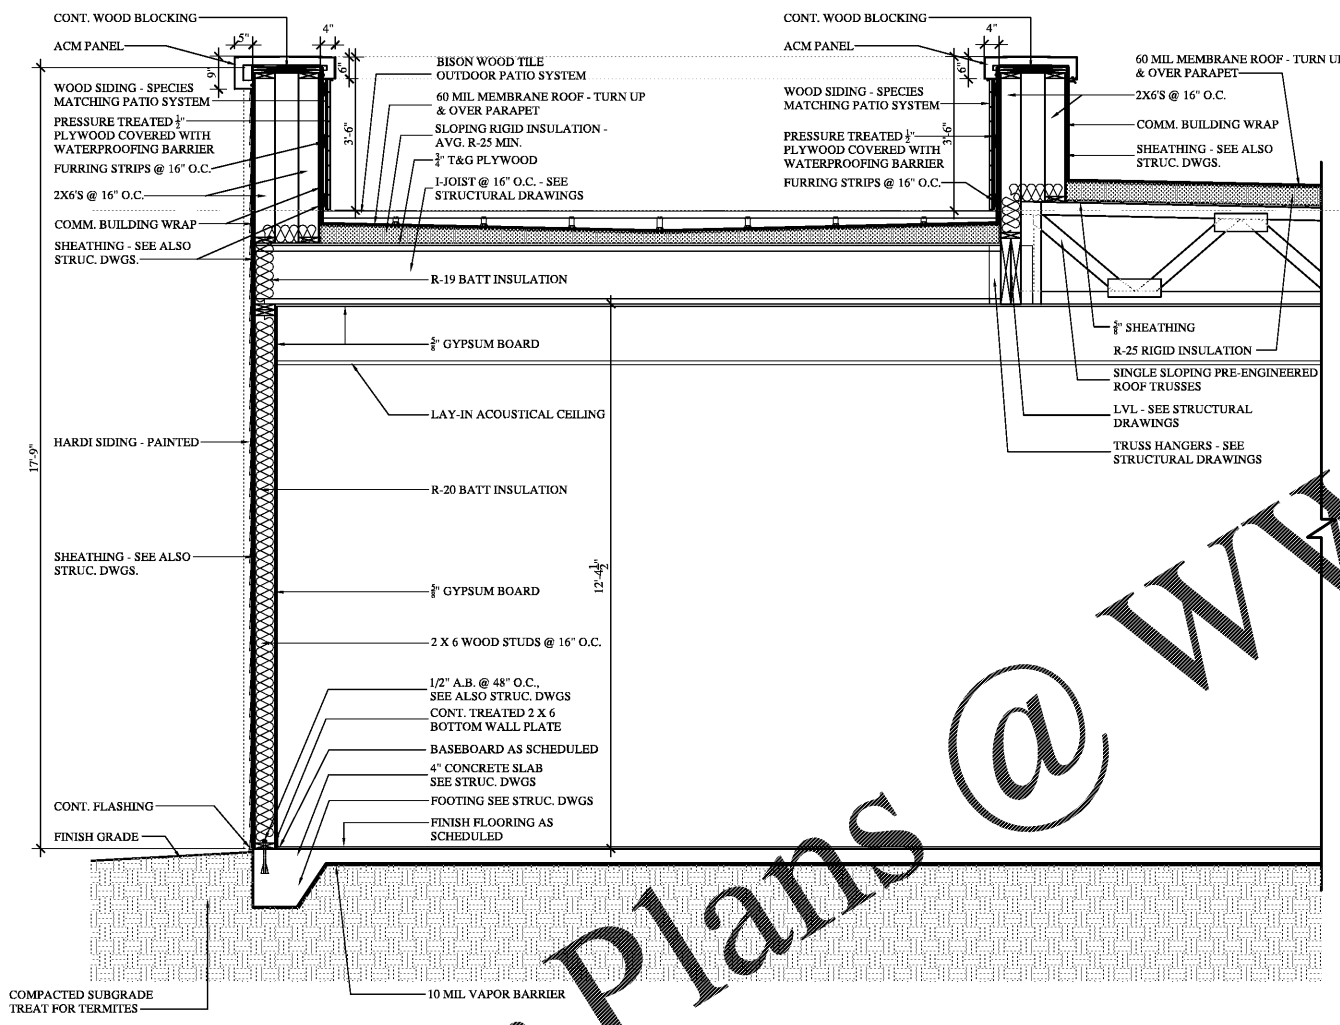 CONT. WOOD BLOCKING
ACM PANEL
5"
4"
9"
6"
WOOD SIDING - SPECIES
MATCHING PATIO SYSTEM
PRESSURE TREATED 1/2"
PLYWOOD COVERED WITH
WATERPROOFING BARRIER
FURRING STRIPS @ 16" O.C.
2X6'S @ 16" O.C.
COMM. BUILDING WRAP
SHEATHING - SEE ALSO
STRUC. DWGS.
3'-6"
BISON WOOD TILE
OUTDOOR PATIO SYSTEM
60 MIL MEMBRANE ROOF - TURN UP
& OVER PARAPET
SLOPING RIGID INSULATION -
AVG. R-25 MIN.
3/4" T&G PLYWOOD
I-JOIST @ 16" O.C. - SEE
STRUCTURAL DRAWINGS
R-19 BATT INSULATION
5/8" GYPSUM BOARD
LAY-IN ACOUSTICAL CEILING
CONT. WOOD BLOCKING
ACM PANEL
4"
6"
WOOD SIDING - SPECIES
MATCHING PATIO SYSTEM
PRESSURE TREATED 1/2"
PLYWOOD COVERED WITH
WATERPROOFING BARRIER
FURRING STRIPS @ 16" O.C.
3'-6"
60 MIL MEMBRANE ROOF - TURN U
& OVER PARAPET
2X6'S @ 16" O.C.
COMM. BUILDING WRAP
SHEATHING - SEE ALSO
STRUC. DWGS.
5/8" SHEATHING
R-25 RIGID INSULATION
SINGLE SLOPING PRE-ENGINEERED
ROOF TRUSSES
LVL - SEE STRUCTURAL
DRAWINGS
TRUSS HANGERS - SEE
STRUCTURAL DRAWINGS
17'-9"
HARDI SIDING - PAINTED
SHEATHING - SEE ALSO
STRUC. DWGS.
R-20 BATT INSULATION
5/8" GYPSUM BOARD
12'-4 1/2"
2 X 6 WOOD STUDS @ 16" O.C.
1/2" A.B. @ 48" O.C.,
SEE ALSO STRUC. DWGS
CONT. TREATED 2 X 6
BOTTOM WALL PLATE
BASEBOARD AS SCHEDULED
4" CONCRETE SLAB
SEE STRUC. DWGS
FOOTING SEE STRUC. DWGS
FINISH FLOORING AS
SCHEDULED
CONT. FLASHING
FINISH GRADE
10 MIL VAPOR BARRIER
COMPACTED SUBGRADE
TREAT FOR TERMITES
Plans @ WW